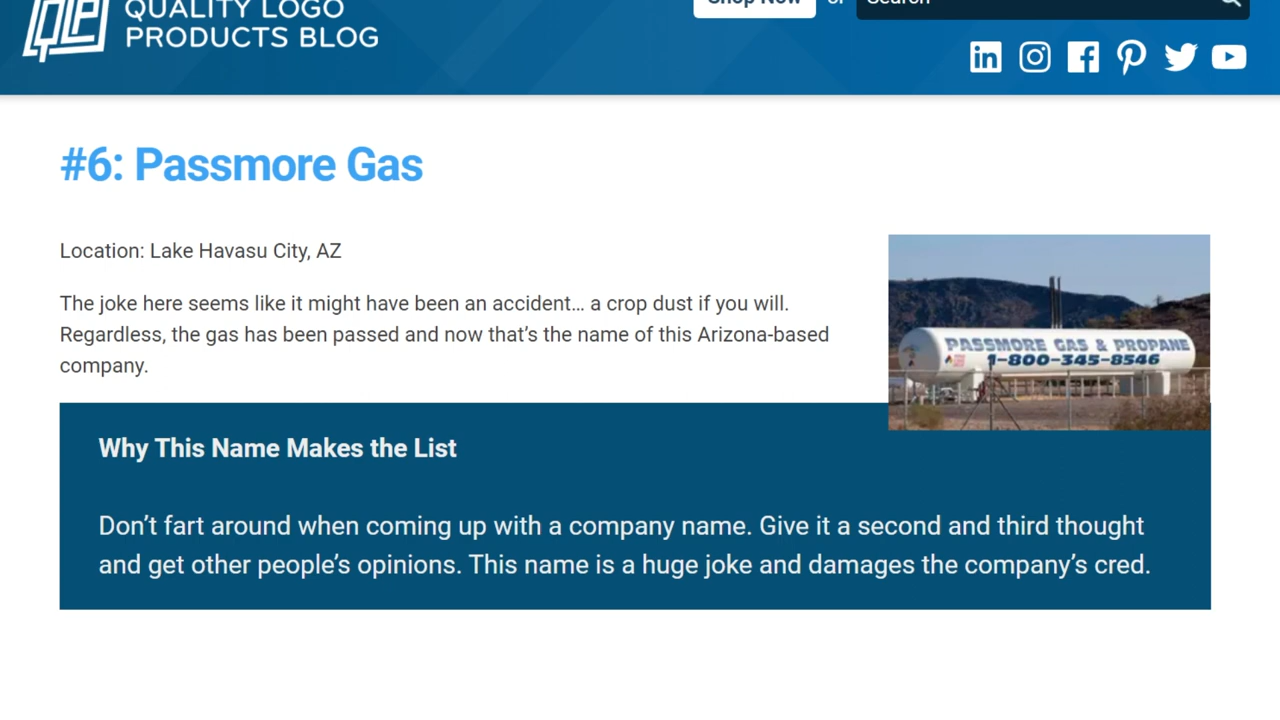 QUALITY LOGO
PRODUCTS BLOG
Shop Now or Search
#6: Passmore Gas
Location: Lake Havasu City, AZ
The joke here seems like it might have been an accident… a crop dust if you will.
Regardless, the gas has been passed and now that’s the name of this Arizona-based
company.
PASSMORE GAS & PROPANE
1-800-345-8546
Why This Name Makes the List
Don’t fart around when coming up with a company name. Give it a second and third thought
and get other people’s opinions. This name is a huge joke and damages the company’s cred.